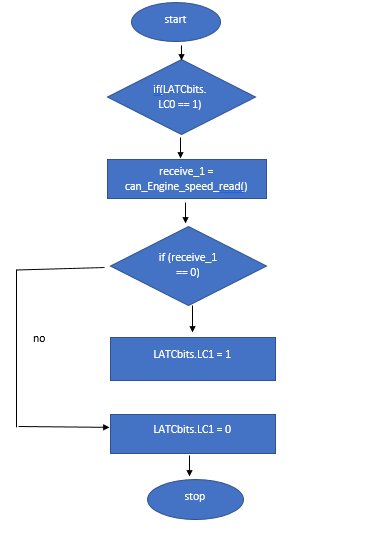 start
if(LATCbits.
LC0 == 1)
receive_1 =
can_Engine_speed_read()
if (receive_1
== 0)
no
LATCbits.LC1 = 1
LATCbits.LC1 = 0
stop